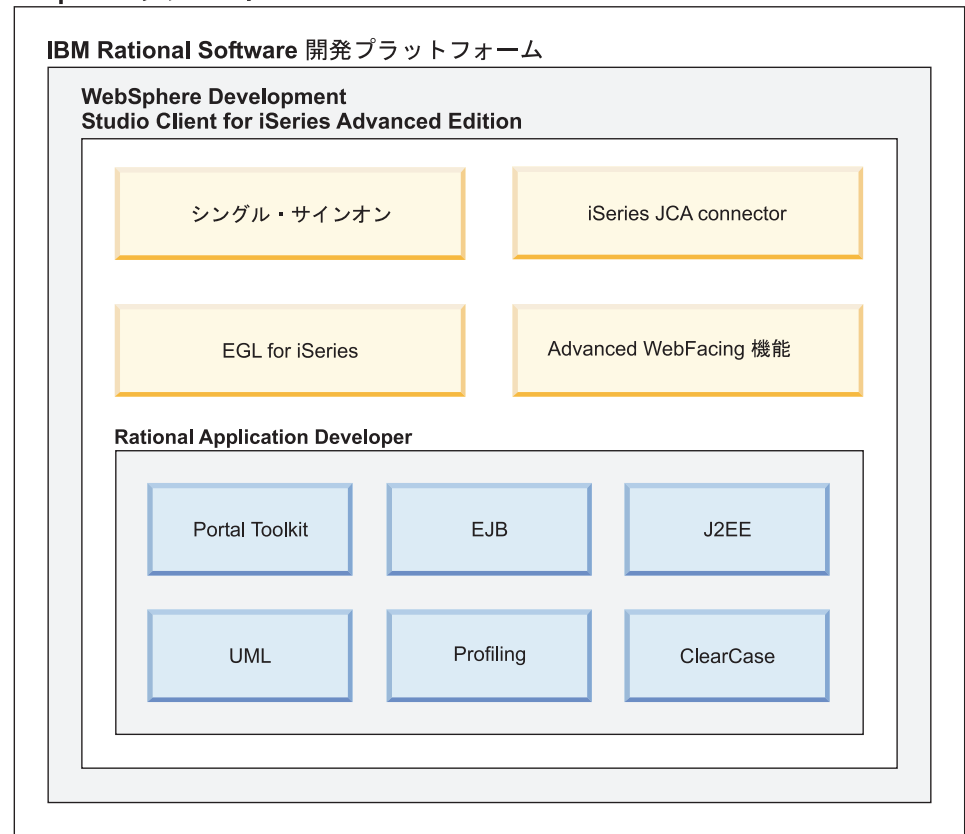 IBM Rational Software 開発プラットフォーム
WebSphere Development
Studio Client for iSeries Advanced Edition
シングル・サインオン
iSeries JCA connector
EGL for iSeries
Advanced WebFacing 機能
Rational Application Developer
Portal Toolkit
EJB
J2EE
UML
Profiling
ClearCase